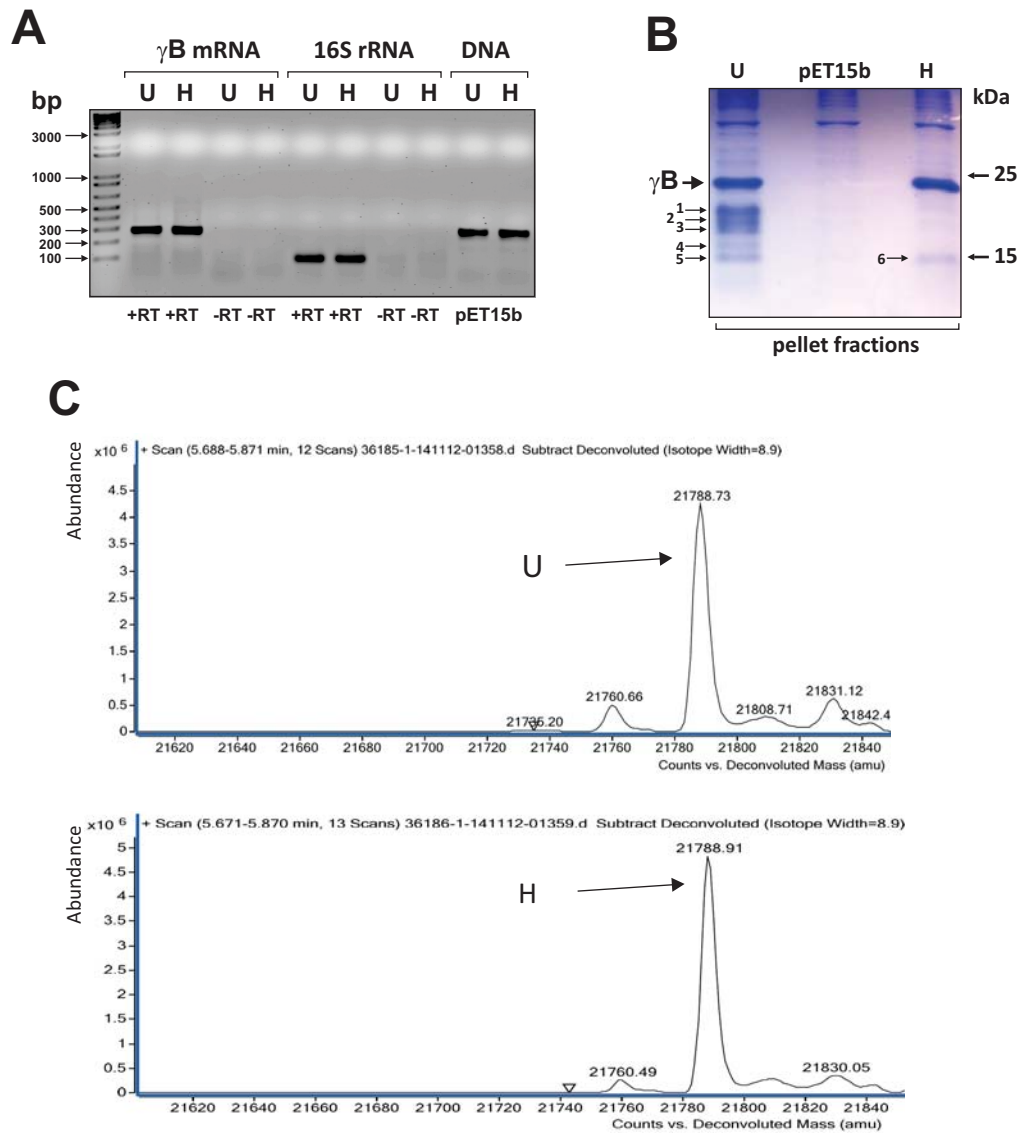 A
γB mRNA 16S rRNA DNA
bp U H U H U H U H U H
3000
1000
500
300
200
100
+RT +RT -RT -RT +RT +RT -RT -RT pET15b
B
U pET15b H
kDa
γB
25
1
2
3
4
5
6
15
pellet fractions
C
Abundance
x10 6 + Scan (5.688-5.871 min, 12 Scans) 36185-1-141112-01358.d Subtract Deconvoluted (Isotope Width=8.9)
4.5
4
3.5
3
2.5
2
1.5
1
0.5
0
21788.73
U
21760.66
21735.20
21808.71
21831.12
21842.4
21620 21640 21660 21680 21700 21720 21740 21760 21780 21800 21820 21840
Counts vs. Deconvoluted Mass (amu)
Abundance
x10 6 + Scan (5.671-5.870 min, 13 Scans) 36186-1-141112-01359.d Subtract Deconvoluted (Isotope Width=8.9)
5
4.5
4
3.5
3
2.5
2
1.5
1
0.5
0
21788.91
H
21760.49
21830.05
21620 21640 21660 21680 21700 21720 21740 21760 21780 21800 21820 21840
Counts vs. Deconvoluted Mass (amu)